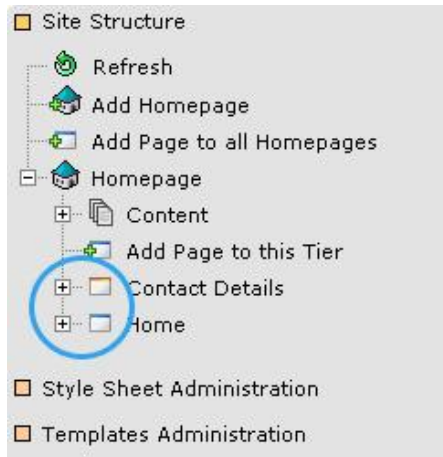 Site Structure
Refresh
Add Homepage
Add Page to all Homepages
Homepage
Content
Add Page to this Tier
Contact Details
Home
Style Sheet Administration
Templates Administration